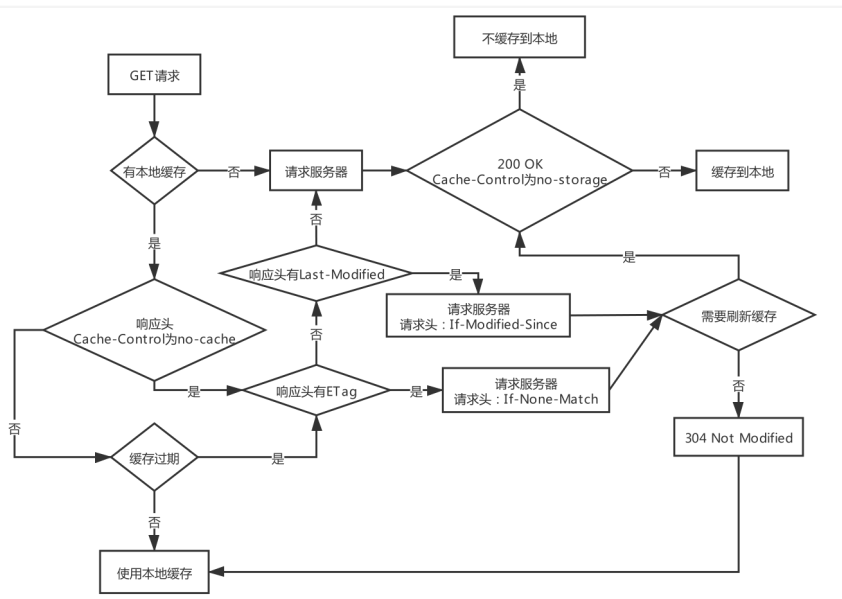 不缓存到本地
GET请求
是
有本地缓存
否
请求服务器
200 OK
Cache-Control为no-storage
否
缓存到本地
否
是
是
响应头有Last-Modified
是
请求服务器
请求头：If-Modified-Since
需要刷新缓存
响应头
Cache-Control为no-cache
否
响应头有ETag
是
是
请求服务器
请求头：If-None-Match
否
否
304 Not Modified
缓存过期
是
否
使用本地缓存